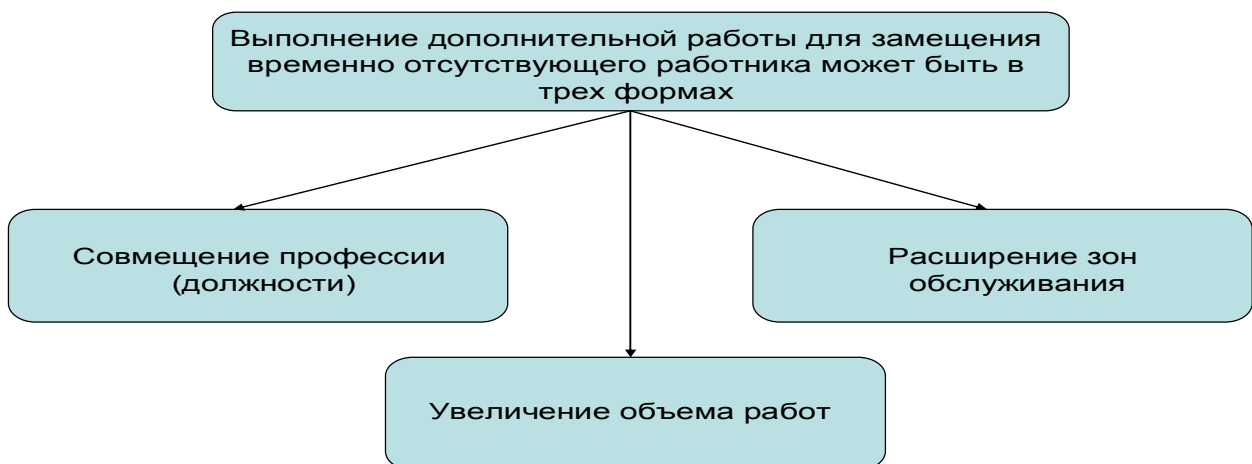 Выполнение дополнительной работы для замещения
временно отсутствующего работника может быть в
трех формах
Совмещение профессии
(должности)
Расширение зон
обслуживания
Увеличение объема работ